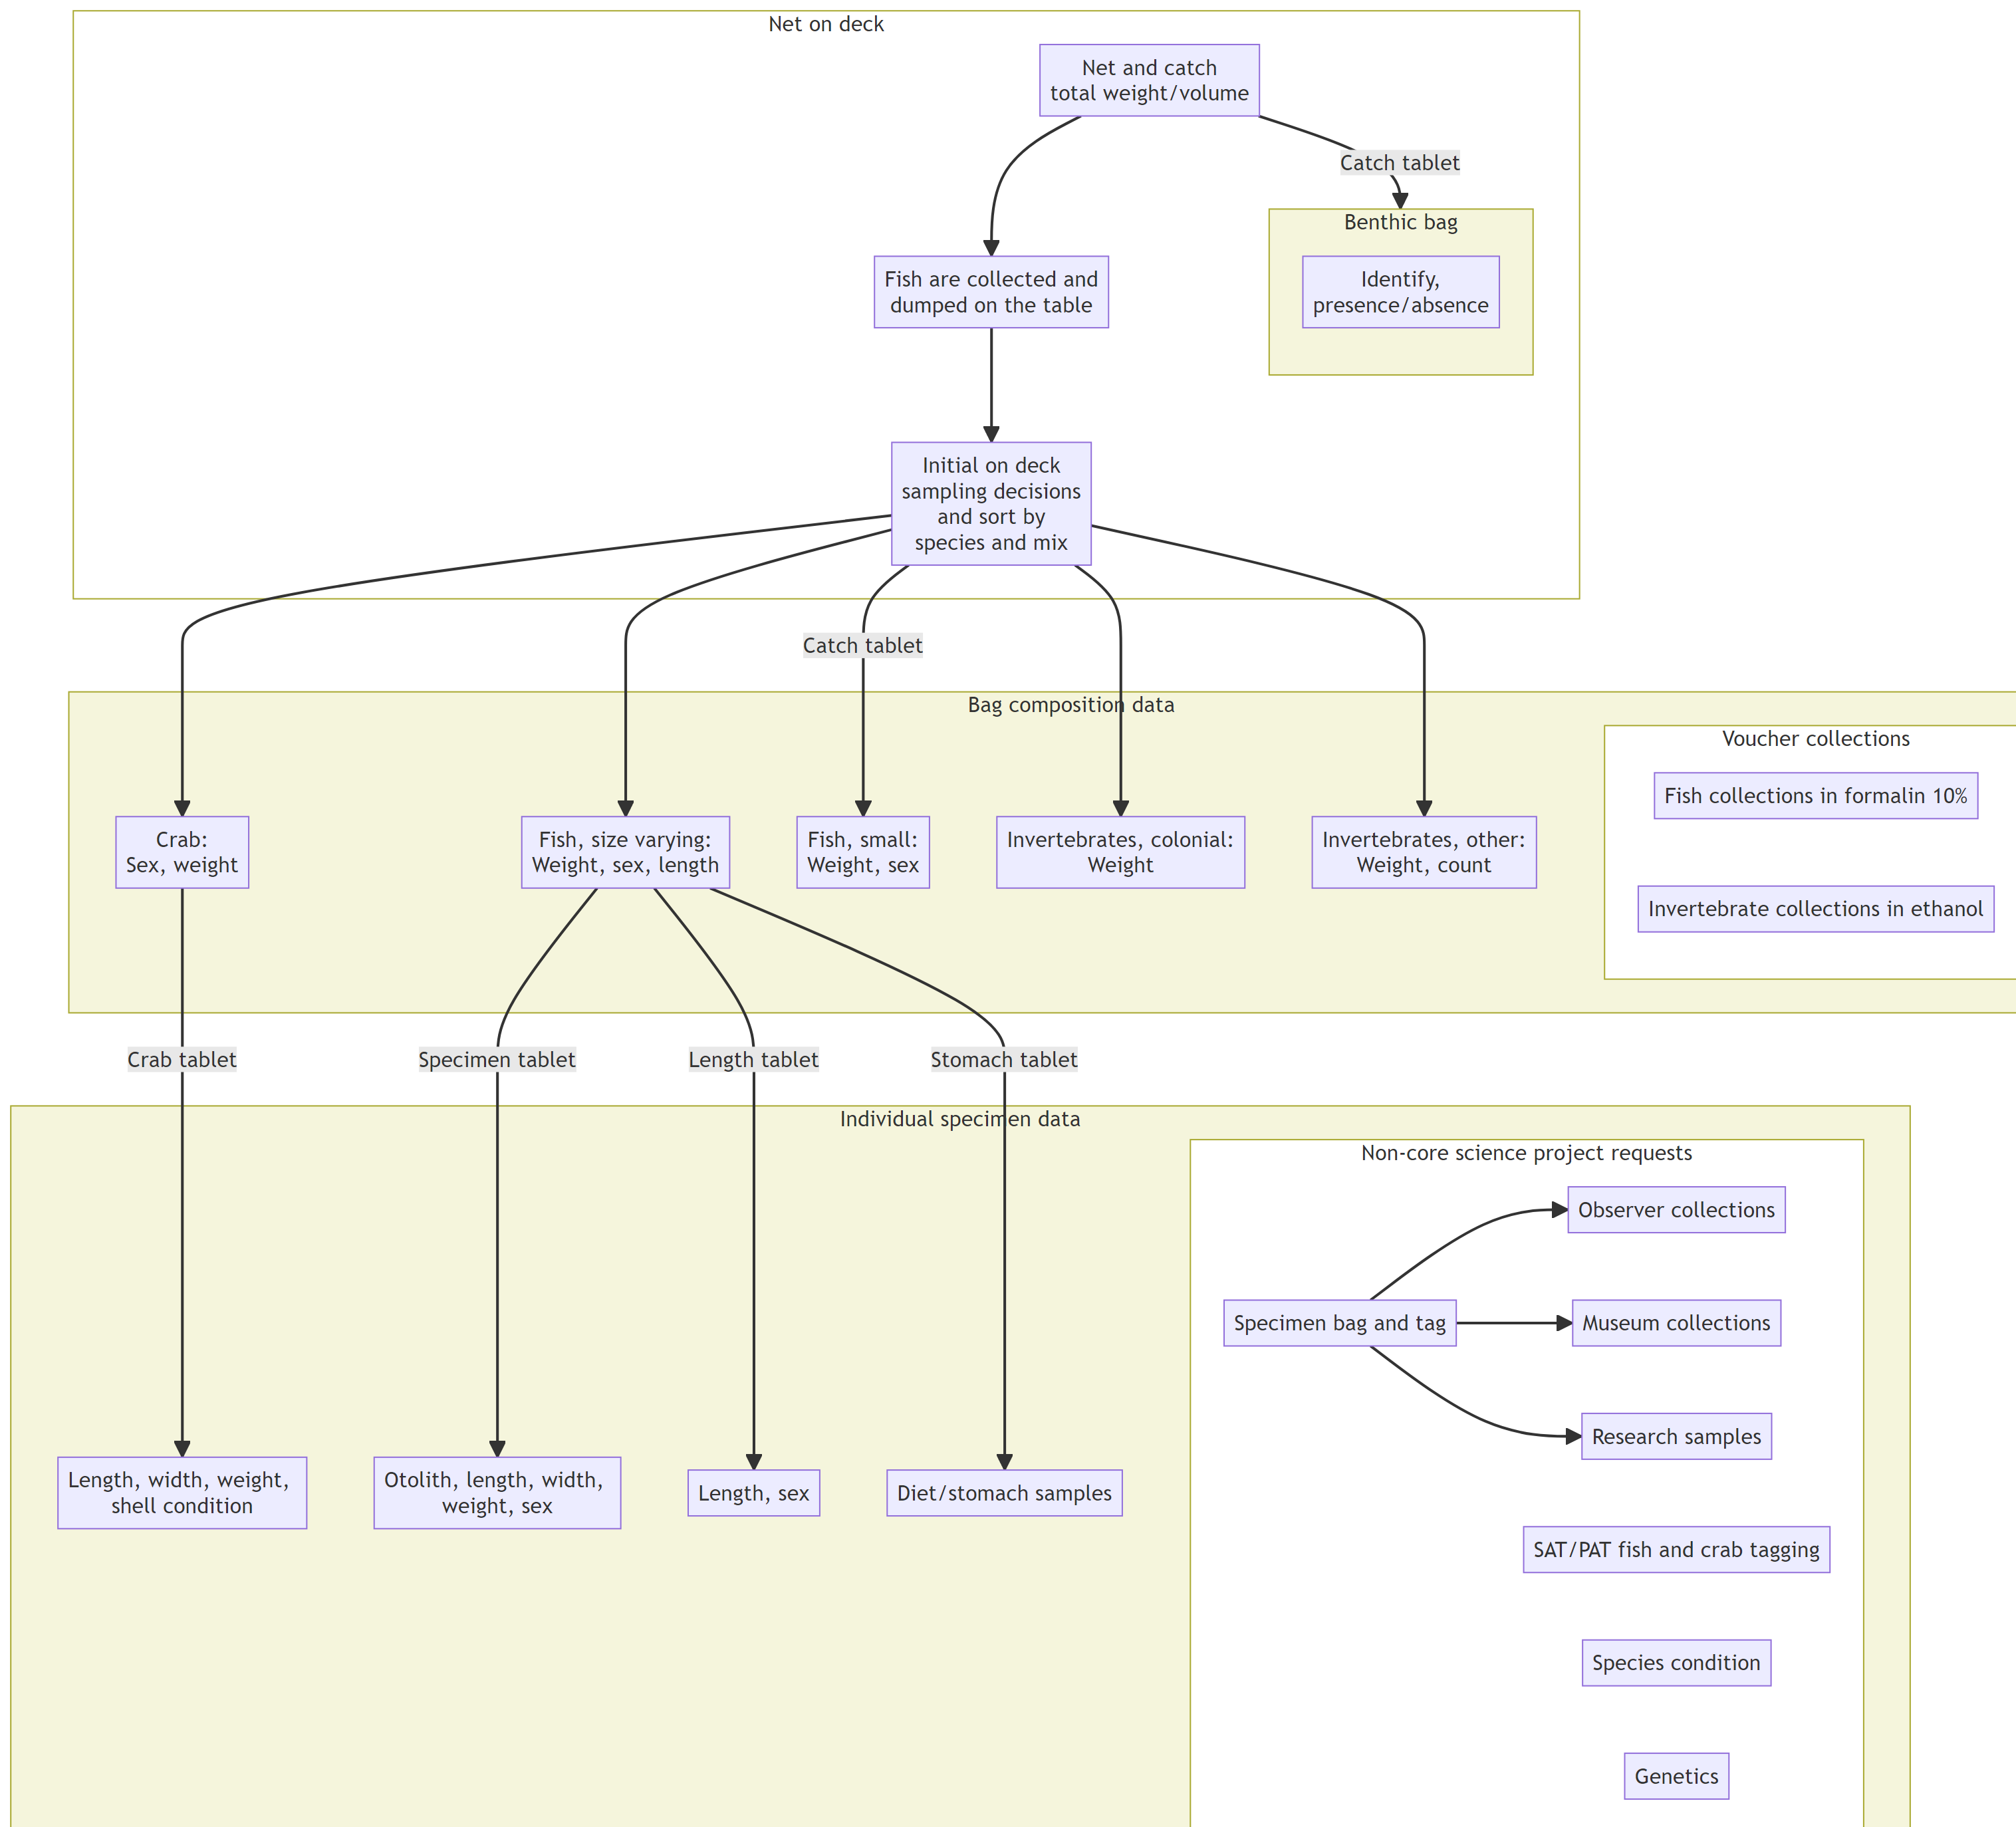 Net on deck
Net and catch
total weight/volume
Catch tablet
Benthic bag
Fish are collected and
dumped on the table
Identify,
presence/absence
Initial on deck
sampling decisions
and sort by
species and mix
Catch tablet
Bag composition data
Voucher collections
Fish collections in formalin 10%
Invertebrate collections in ethanol
Crab:
Sex, weight
Fish, size varying:
Weight, sex, length
Fish, small:
Weight, sex
Invertebrates, colonial:
Weight
Invertebrates, other:
Weight, count
Crab tablet
Specimen tablet
Length tablet
Stomach tablet
Individual specimen data
Non-core science project requests
Observer collections
Specimen bag and tag
Museum collections
Research samples
Length, width, weight,
shell condition
Otolith, length, width,
weight, sex
Length, sex
Diet/stomach samples
SAT/PAT fish and crab tagging
Species condition
Genetics